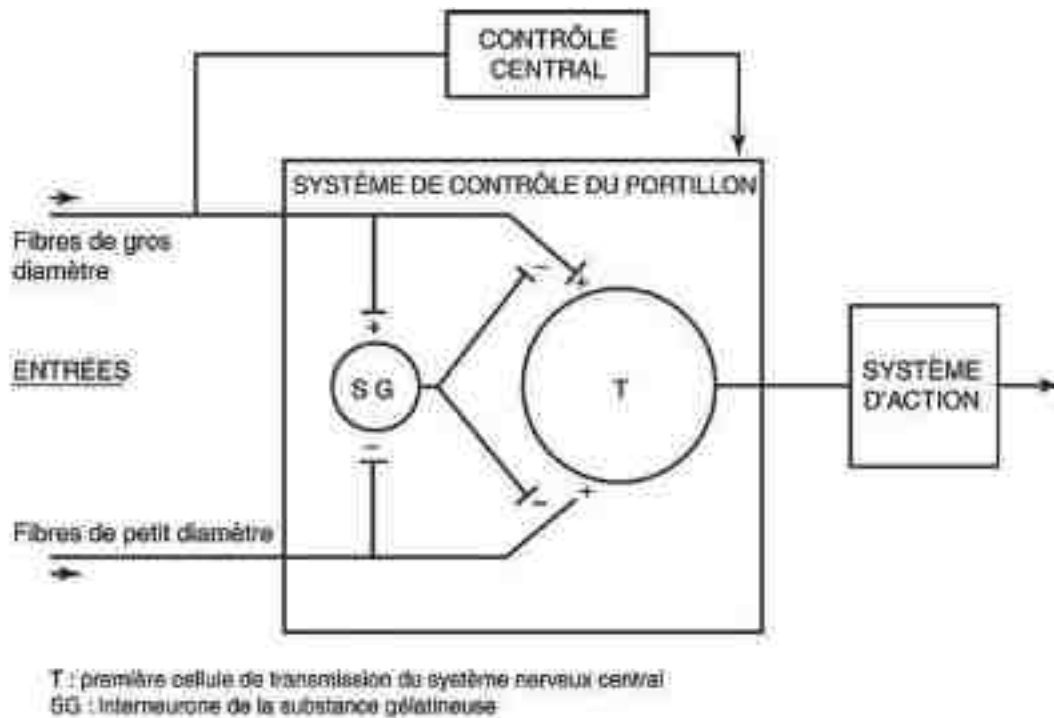 CONTRÔLE
CENTRAL
SYSTÈME DE CONTRÔLE DU PORTILLON
Fibres de gros
diamètre
- +
+
ENTRÉES
S G
T
SYSTÈME
D'ACTION
-
- +
Fibres de petit diamètre
T : première cellule de transmission du système nerveux central
SG : Interneurone de la substance gélatineuse